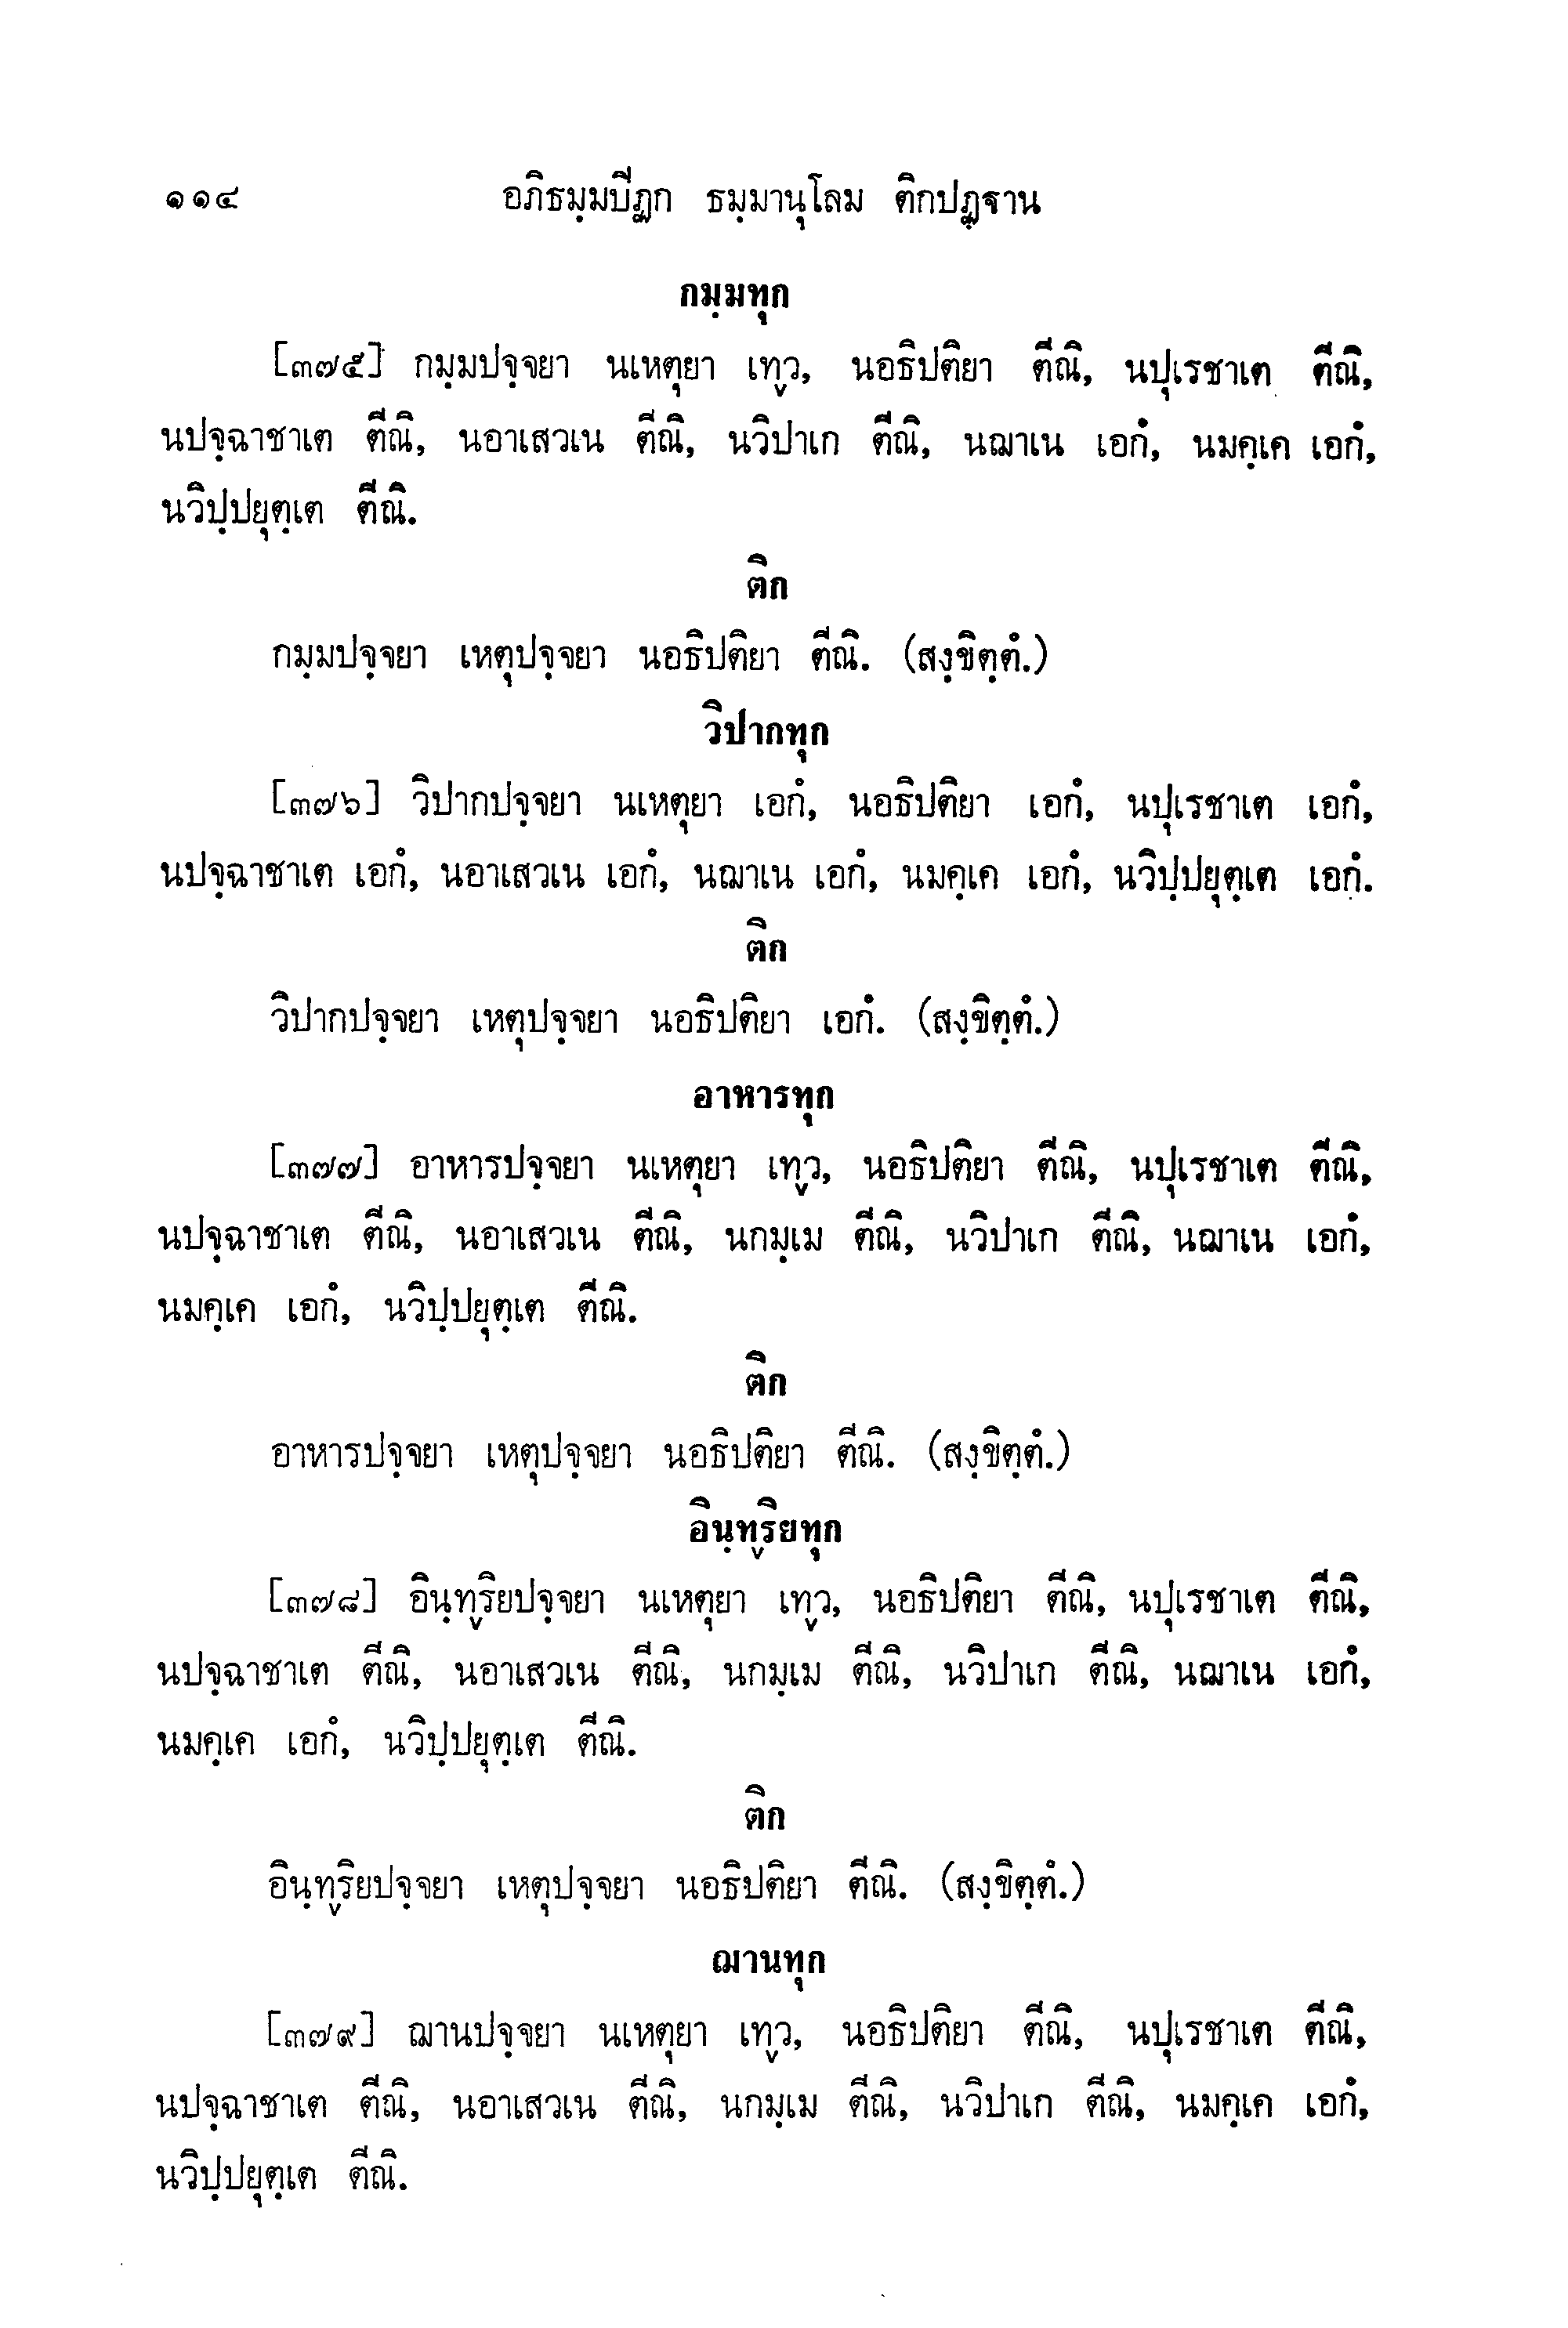 ๑๑๔ อภิธมฺมปีฏก ธมฺมานุโลม ติกปฏฺฐาน
กมฺมทุก
[๓๗๕] กมฺมปจฺจยา นเหตุยา เทฺว, นอธิปติยา ตีณิ, นปุเรชาเต ตีณิ,
นปจฺฉาชาเต ตีณิ, นอาเสวเน ตีณิ, นวิปาเก ตีณิ, นฌาเน เอกํ, นมคฺเค เอกํ,
นวิปฺปยุตฺเต ตีณิ.
ติก
กมฺมปจฺจยา เหตุปจฺจยา นอธิปติยา ตีณิ. (สงฺขิตฺตํ.)
วิปากทุก
[๓๗๖] วิปากปจฺจยา นเหตุยา เอกํ, นอธิปติยา เอกํ, นปุเรชาเต เอกํ,
นปจฺฉาชาเต เอกํ, นอาเสวเน เอกํ, นฌาเน เอกํ, นมคฺเค เอกํ, นวิปฺปยุตฺเต เอกํ.
ติก
วิปากปจฺจยา เหตุปจฺจยา นอธิปติยา เอกํ. (สงฺขิตฺตํ.)
อาหารทุก
[๓๗๗] อาหารปจฺจยา นเหตุยา เทฺว, นอธิปติยา ตีณิ, นปุเรชาเต ตีณิ,
นปจฺฉาชาเต ตีณิ, นอาเสวเน ตีณิ, นกมฺเม ตีณิ, นวิปาเก ตีณิ, นฌาเน เอกํ,
นมคฺเค เอกํ, นวิปฺปยุตฺเต ตีณิ.
ติก
อาหารปจฺจยา เหตุปจฺจยา นอธิปติยา ตีณิ. (สงฺขิตฺตํ.)
อินฺทฺริยทุก
[๓๗๘] อินฺทฺริยปจฺจยา นเหตุยา เทฺว, นอธิปติยา ตีณิ, นปุเรชาเต ตีณิ,
นปจฺฉาชาเต ตีณิ, นอาเสวเน ตีณิ, นกมฺเม ตีณิ, นวิปาเก ตีณิ, นฌาเน เอกํ,
นมคฺเค เอกํ, นวิปฺปยุตฺเต ตีณิ.
ติก
อินฺทฺริยปจฺจยา เหตุปจฺจยา นอธิปติยา ตีณิ. (สงฺขิตฺตํ.)
ฌานทุก
[๓๗๙] ฌานปจฺจยา นเหตุยา เทฺว, นอธิปติยา ตีณิ, นปุเรชาเต ตีณิ,
นปจฺฉาชาเต ตีณิ, นอาเสวเน ตีณิ, นกมฺเม ตีณิ, นวิปาเก ตีณิ, นมคฺเค เอกํ,
นวิปฺปยุตฺเต ตีณิ.